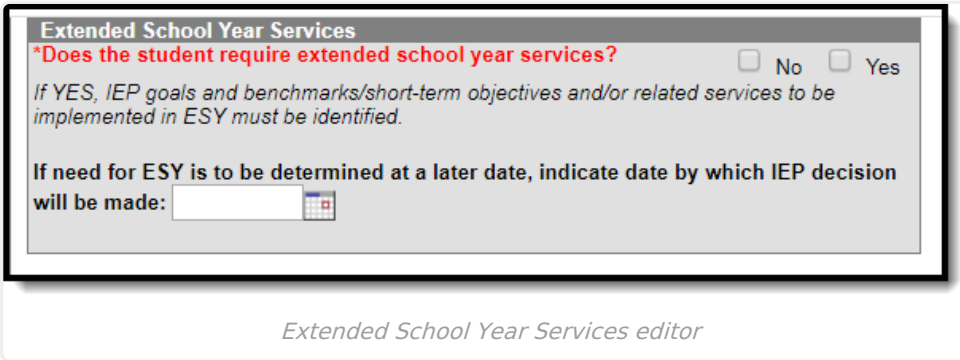 Extended School Year Services
*Does the student require extended school year services? No Yes
If YES, IEP goals and benchmarks/short-term objectives and/or related services to be
implemented in ESY must be identified.
If need for ESY is to be determined at a later date, indicate date by which IEP decision
will be made:
Extended School Year Services editor